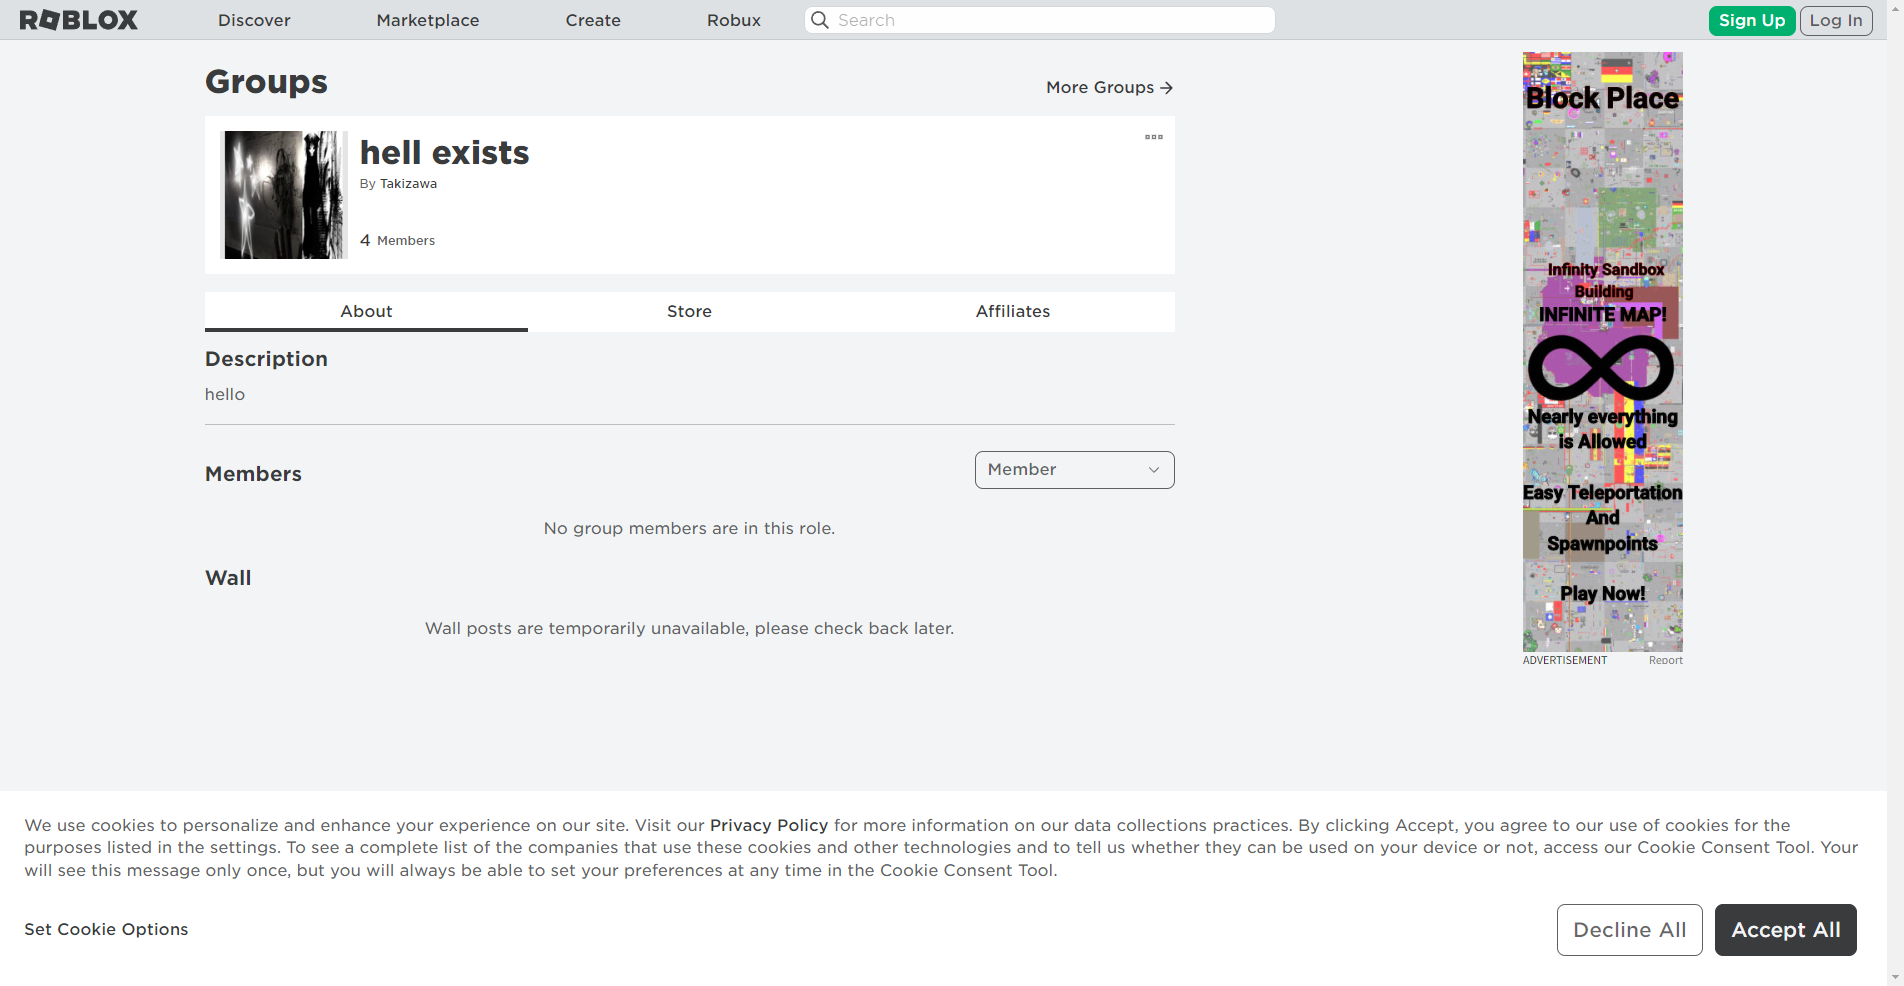 ROBLOX
Discover
Marketplace
Create
Robux
Search
Sign Up
Log In
Groups
More Groups
hell exists
By Takizawa
4 Members
About
Store
Affiliates
Description
hello
Members
Member
No group members are in this role.
Wall
Wall posts are temporarily unavailable, please check back later.
Block Place
Infinity Sandbox
Building
INFINITE MAP!
Nearly everything
is Allowed
Easy Teleportation
And
Spawnpoints
Play Now!
ADVERTISEMENT
Report
We use cookies to personalize and enhance your experience on our site. Visit our Privacy Policy for more information on our data collections practices. By clicking Accept, you agree to our use of cookies for the
purposes listed in the settings. To see a complete list of the companies that use these cookies and other technologies and to tell us whether they can be used on your device or not, access our Cookie Consent Tool. Your
will see this message only once, but you will always be able to set your preferences at any time in the Cookie Consent Tool.
Set Cookie Options
Decline All
Accept All